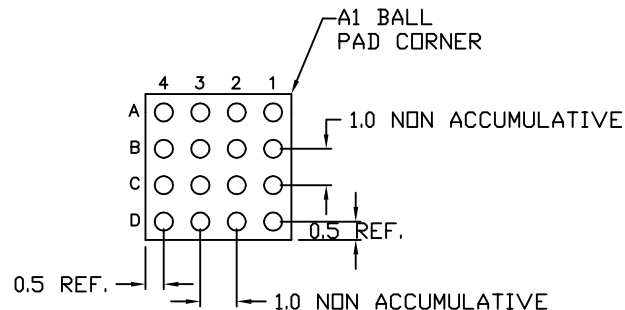 A1 BALL
PAD CORNER
4 3 2 1
A
B
C
D
1.0 NON ACCUMULATIVE
0.5 REF.
0.5 REF.
1.0 NON ACCUMULATIVE